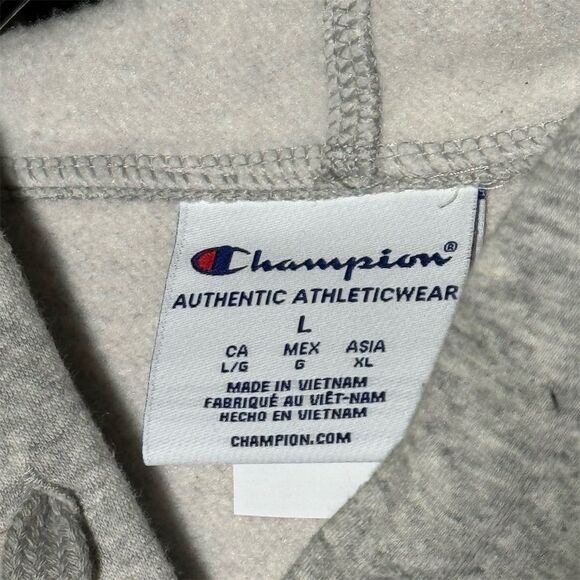 Champion®
AUTHENTIC ATHLETICWEAR
L
CA MEX ASIA
L/G G XL
MADE IN VIETNAM
FABRIQUÉ AU VIÊT-NAM
HECHO EN VIETNAM
CHAMPION.COM